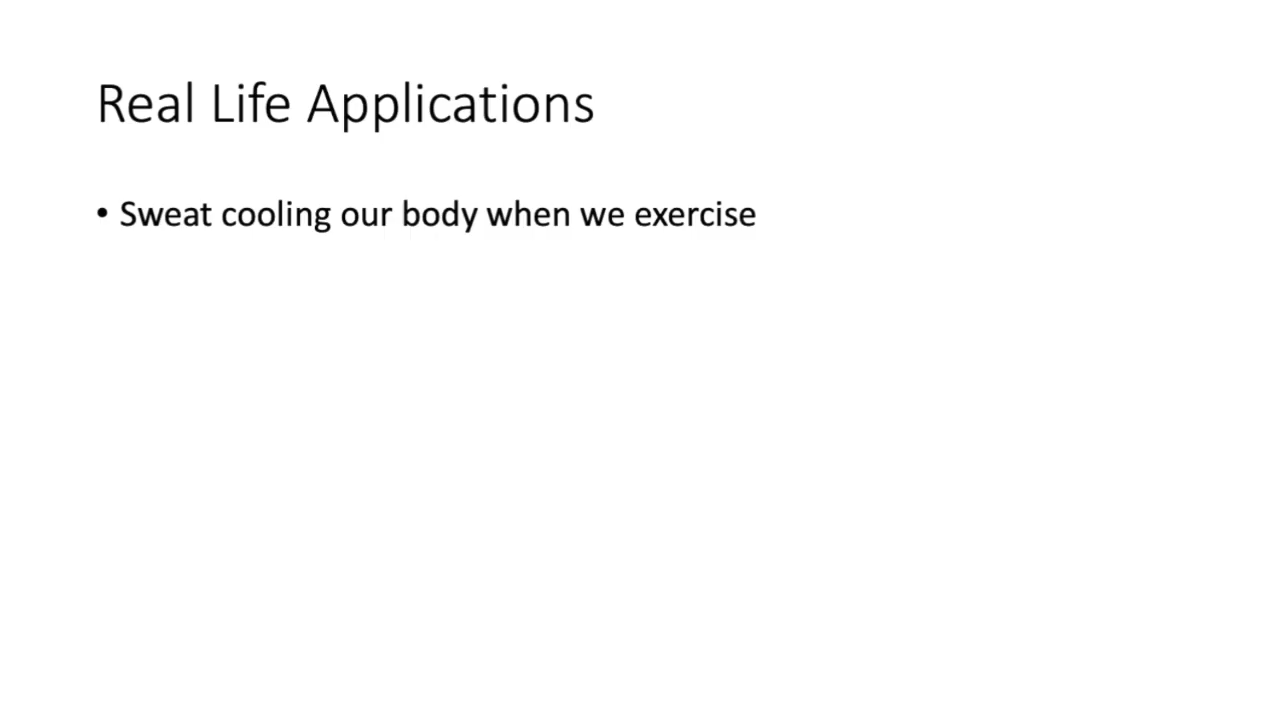 Real Life Applications
• Sweat cooling our body when we exercise